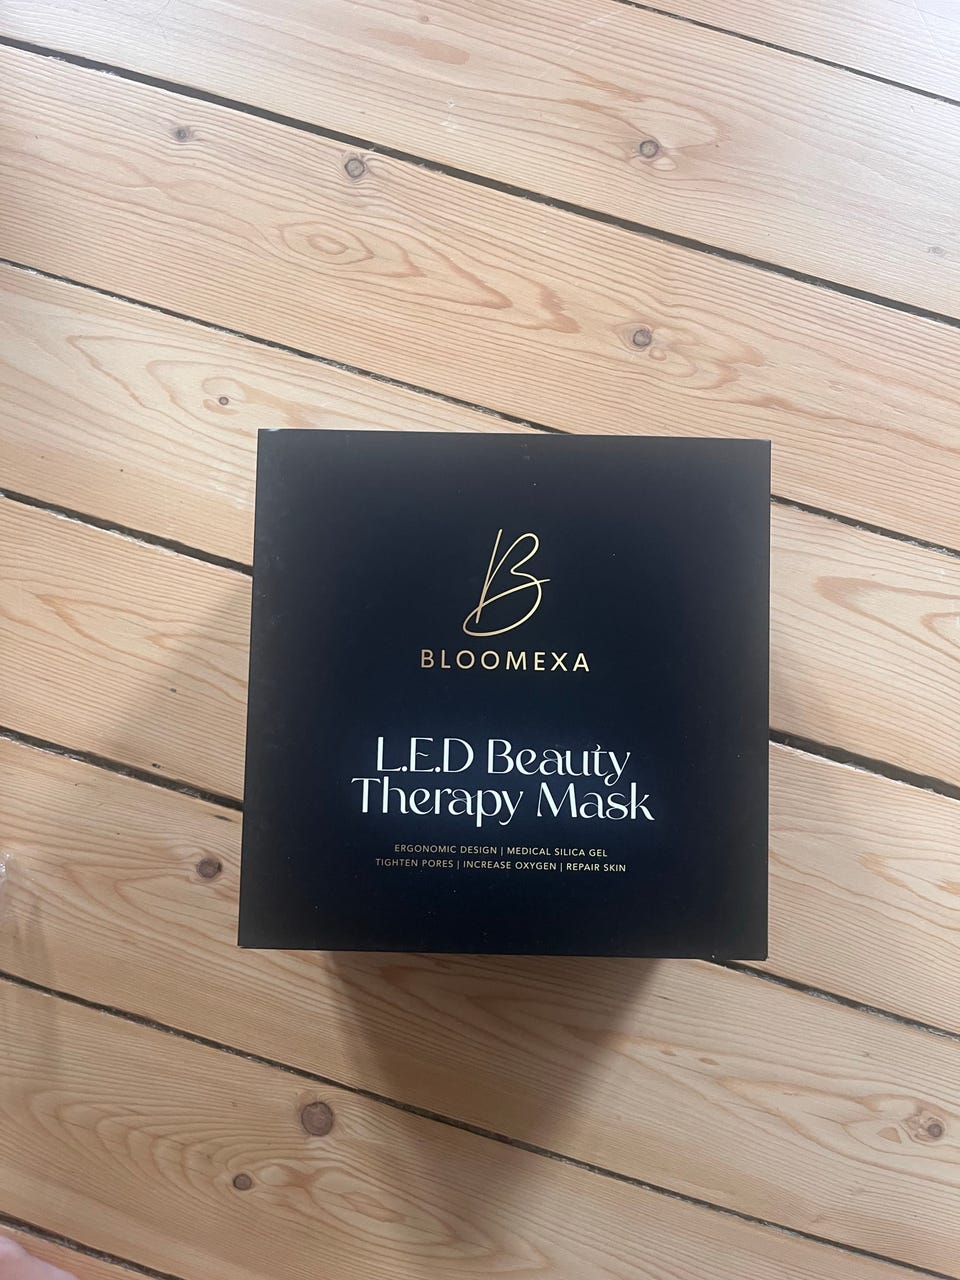 B
BLOOMEXA
L.E.D Beauty
Therapy Mask
ERGONOMIC DESIGN | MEDICAL SILICA GEL
TIGHTEN PORES | INCREASE OXYGEN | REPAIR SKIN